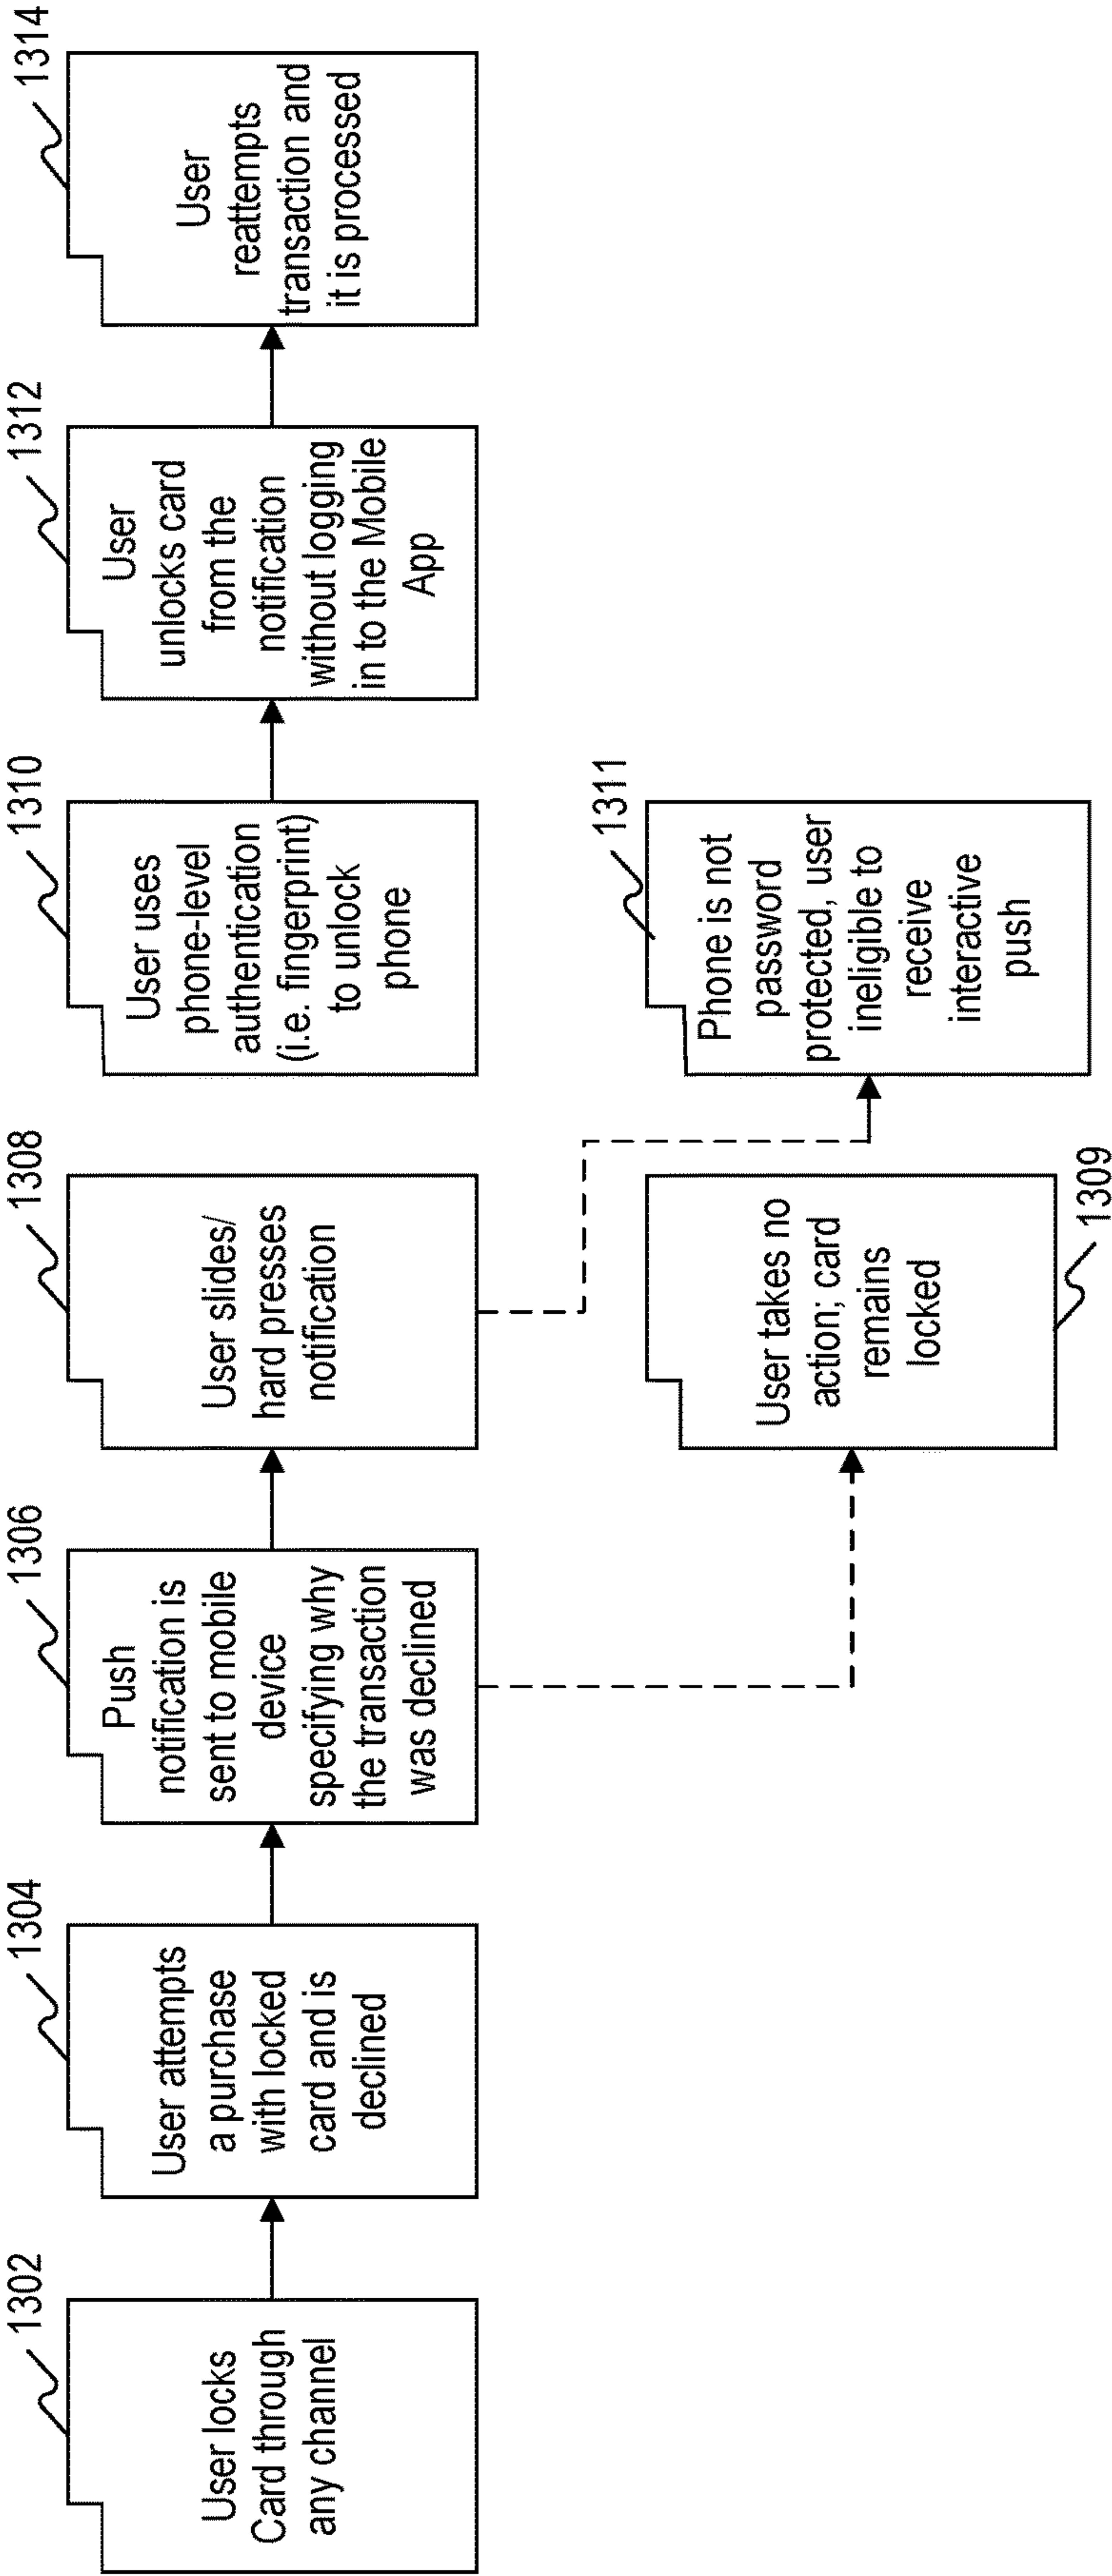 1302
User locks
Card through
any channel
1304
User attempts
a purchase
with locked
card and is
declined
1306
Push
notification is
sent to mobile
device
specifying why
the transaction
was declined
1308
User slides/
hard presses
notification
1310
User uses
phone-level
authentication
(i.e. fingerprint)
to unlock
phone
1312
User
unlocks card
from the
notification
without logging
in to the Mobile
App
1314
User
reattempts
transaction and
it is processed
User takes no
action; card
remains
locked
1309
1311
Phone is not
password
protected, user
ineligible to
receive
interactive
push